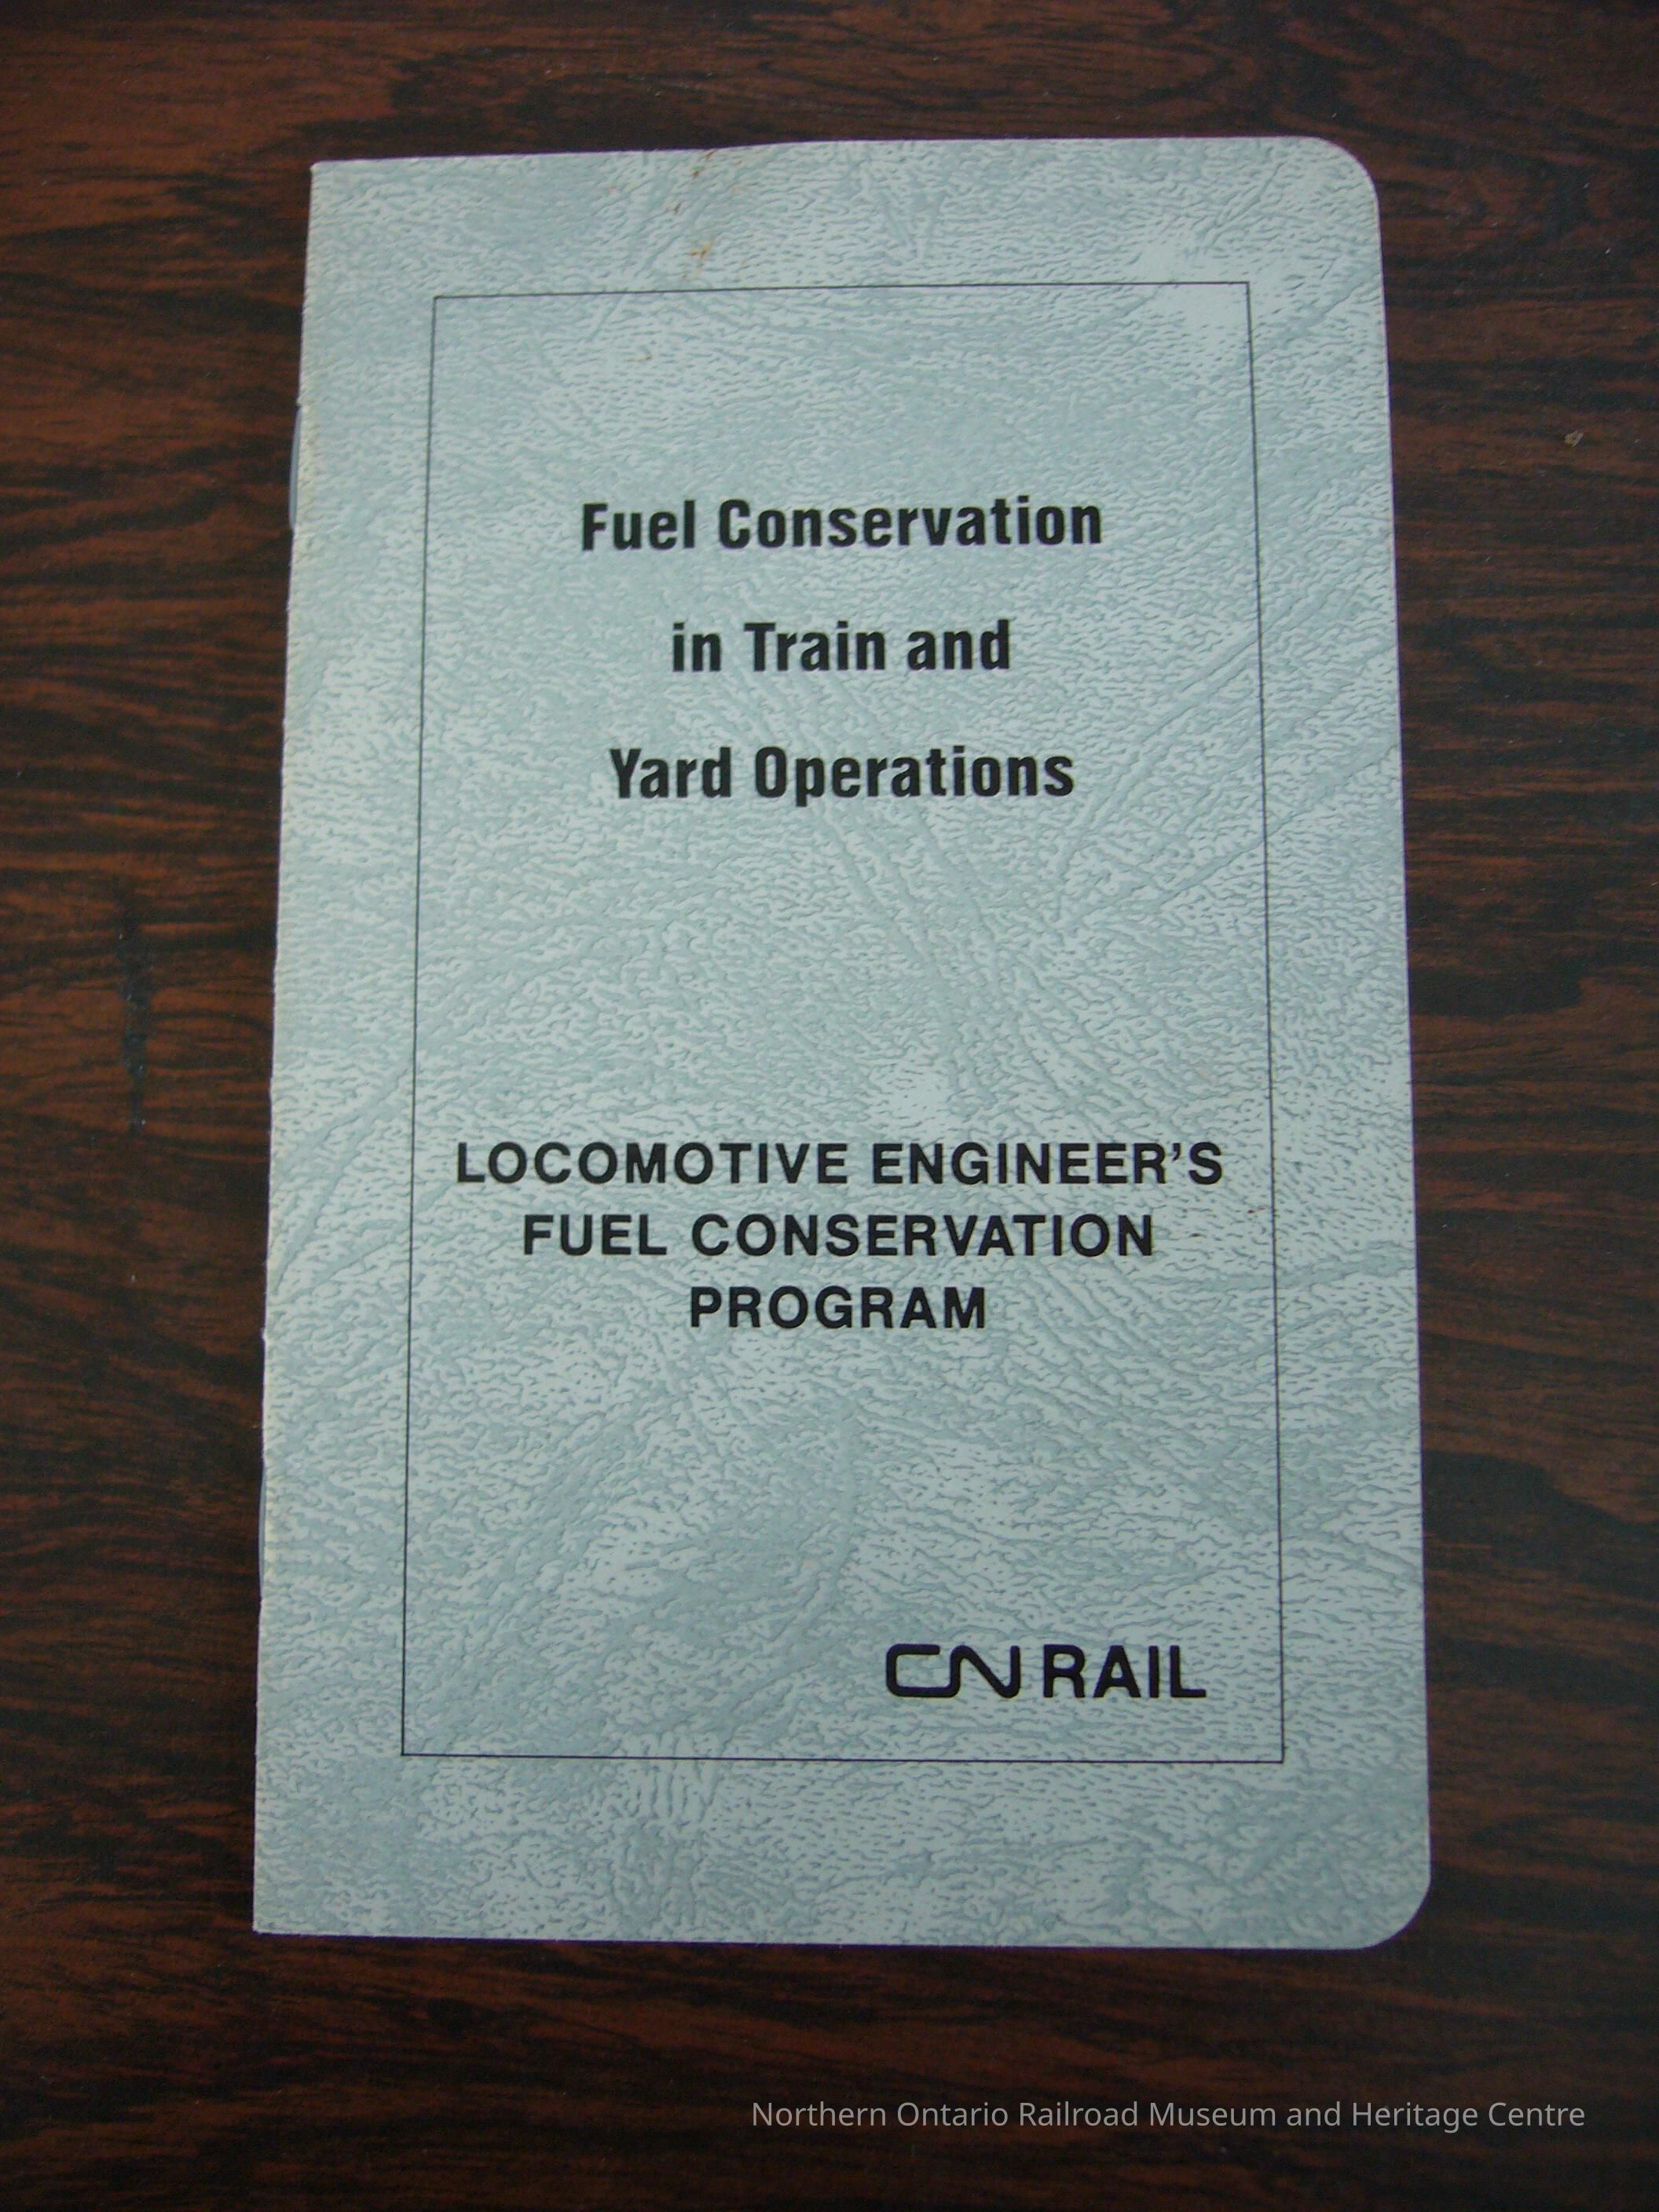 Fuel Conservation
in Train and
Yard Operations
LOCOMOTIVE ENGINEER'S
FUEL CONSERVATION
PROGRAM
CN RAIL
Northern Ontario Railroad Museum and Heritage Centre